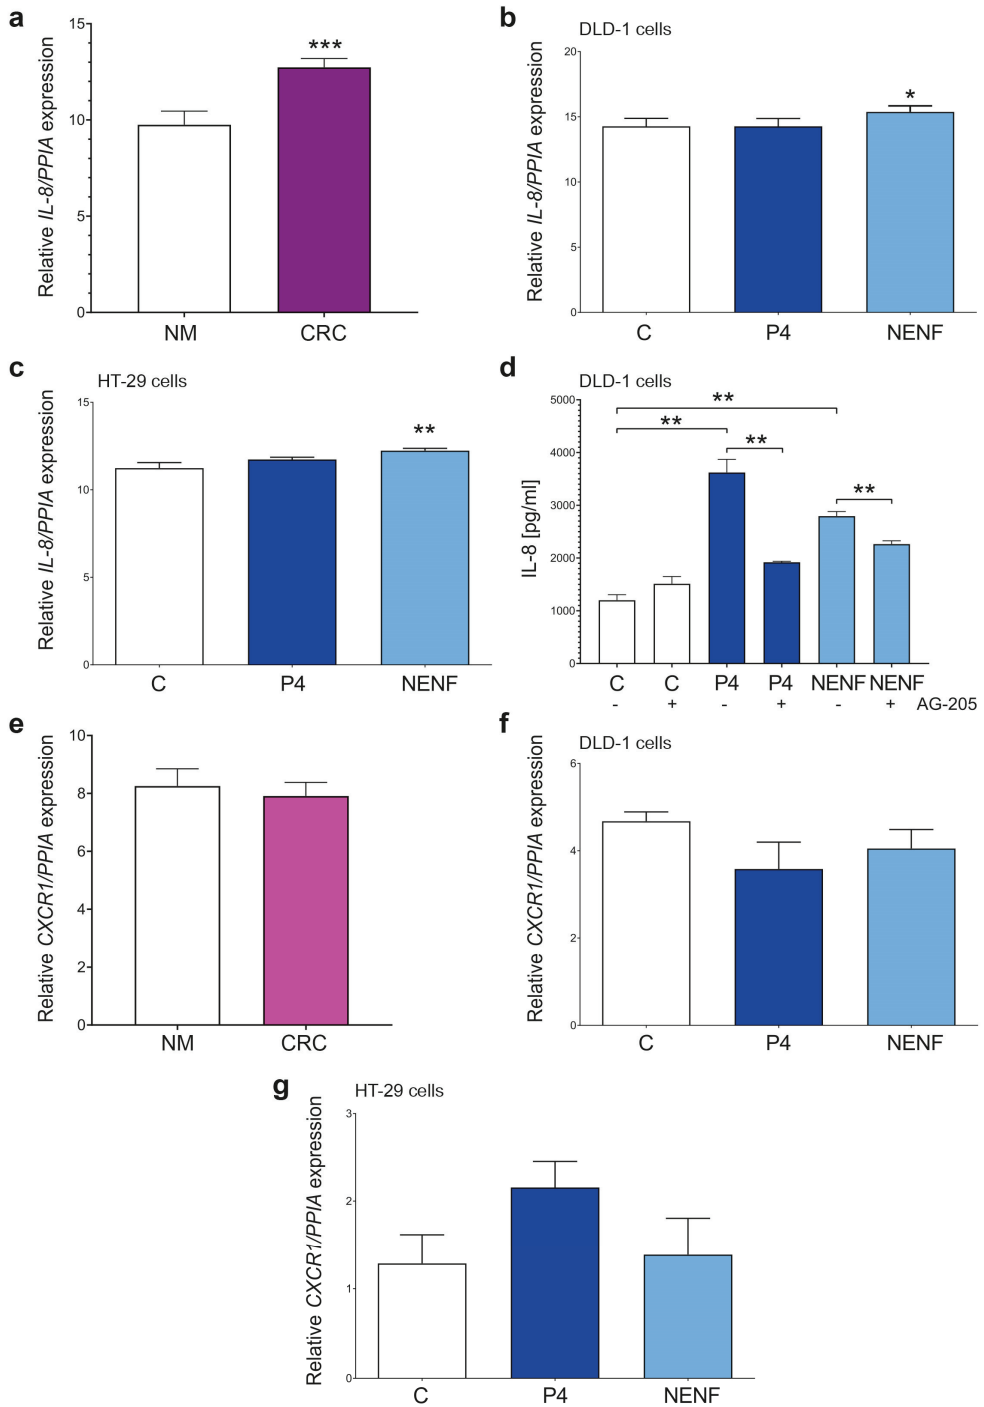 a
Relative IL-8/PPIA expression
15
10
5
0
***
NM CRC
b
DLD-1 cells
Relative IL-8/PPIA expression
20
15
10
5
0
*
C P4 NENF
c
HT-29 cells
Relative IL-8/PPIA expression
15
10
5
0
**
C P4 NENF
d
DLD-1 cells
IL-8 [pg/ml]
5000
4000
3000
2000
1000
0
**
**
**
**
C C P4 P4 NENF NENF
- + - + - + AG-205
e
Relative CXCR1/PPIA expression
10
8
6
4
2
0
NM CRC
f
DLD-1 cells
Relative CXCR1/PPIA expression
6
4
2
0
C P4 NENF
g
HT-29 cells
Relative CXCR1/PPIA expression
3
2
1
0
C P4 NENF